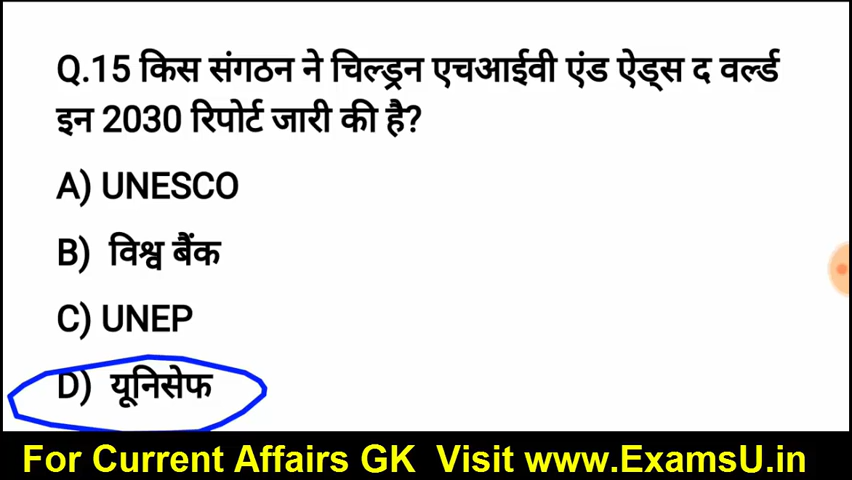 Q.15 किस संगठन ने चिल्ड्रन एचआईवी एंड ऐड्स द वर्ल्ड
इन 2030 रिपोर्ट जारी की है?
A) UNESCO
B) विश्व बैंक
C) UNEP
D) यूनिसेफ
For Current Affairs GK Visit www.ExamsU.in